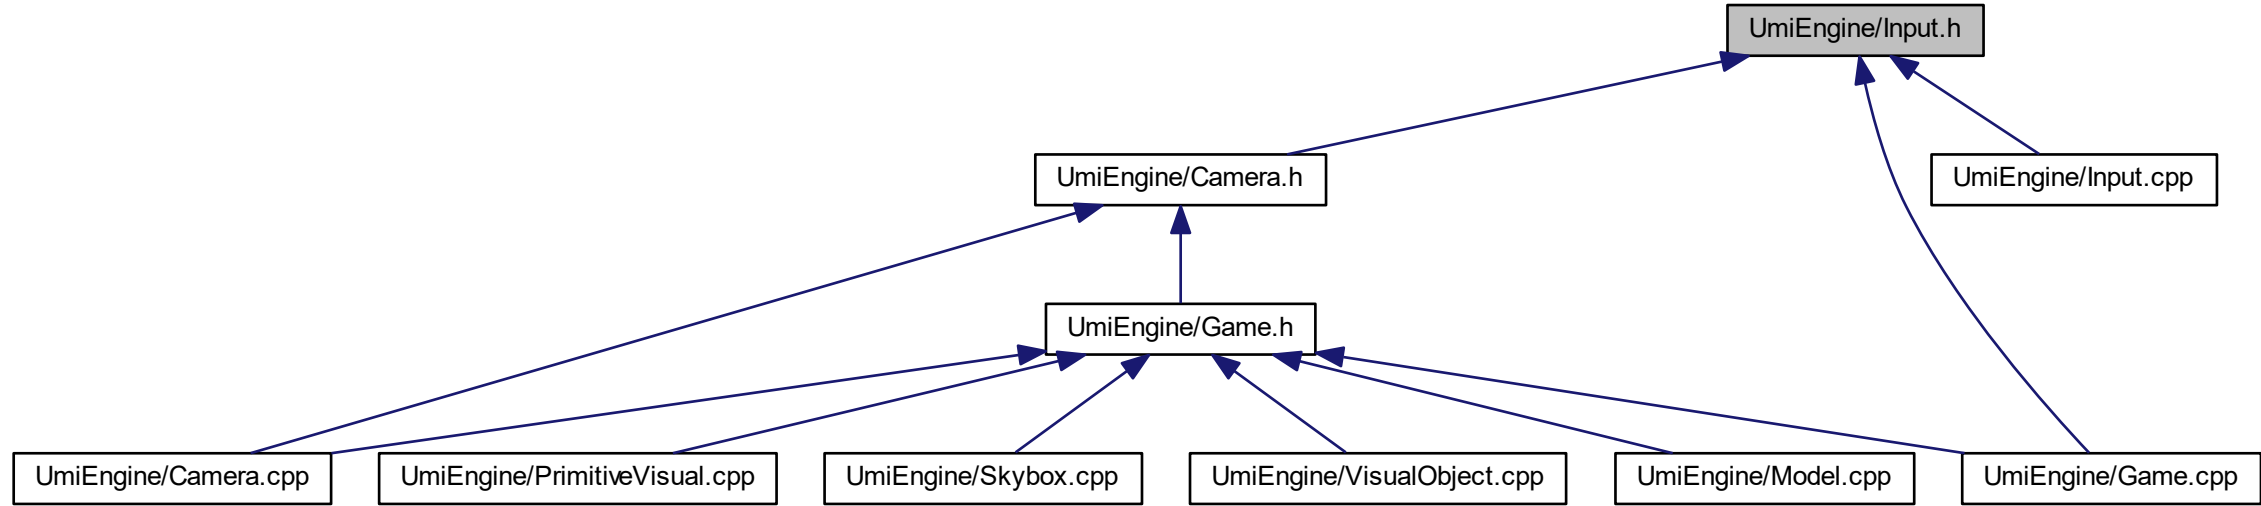 UmiEngine/Input.h
UmiEngine/Camera.h
UmiEngine/Input.cpp
UmiEngine/Game.h
UmiEngine/Camera.cpp
UmiEngine/PrimitiveVisual.cpp
UmiEngine/Skybox.cpp
UmiEngine/VisualObject.cpp
UmiEngine/Model.cpp
UmiEngine/Game.cpp